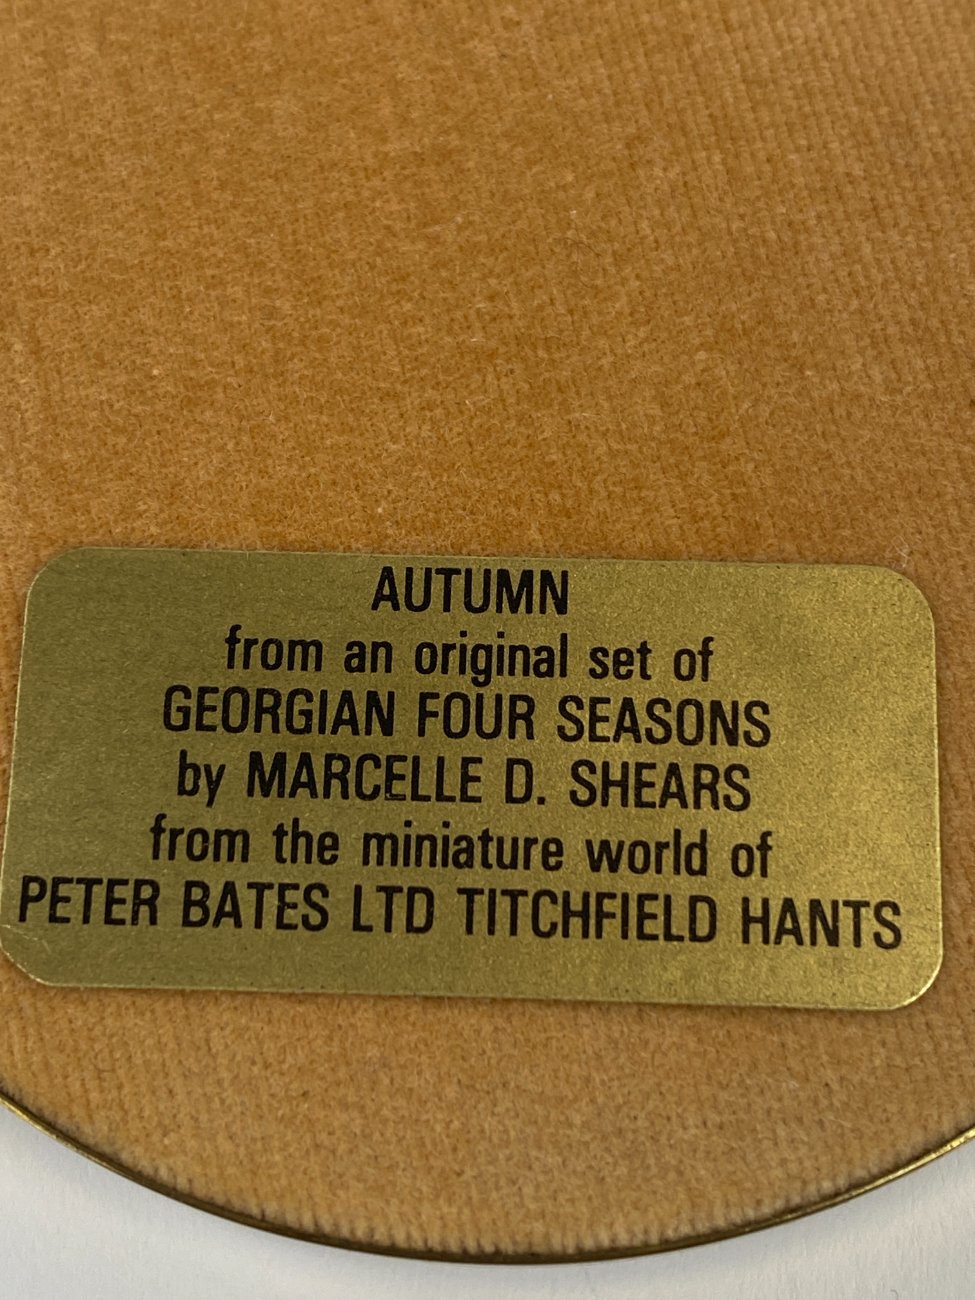 AUTUMN
from an original set of
GEORGIAN FOUR SEASONS
by MARCELLE D. SHEARS
from the miniature world of
PETER BATES LTD TITCHFIELD HANTS